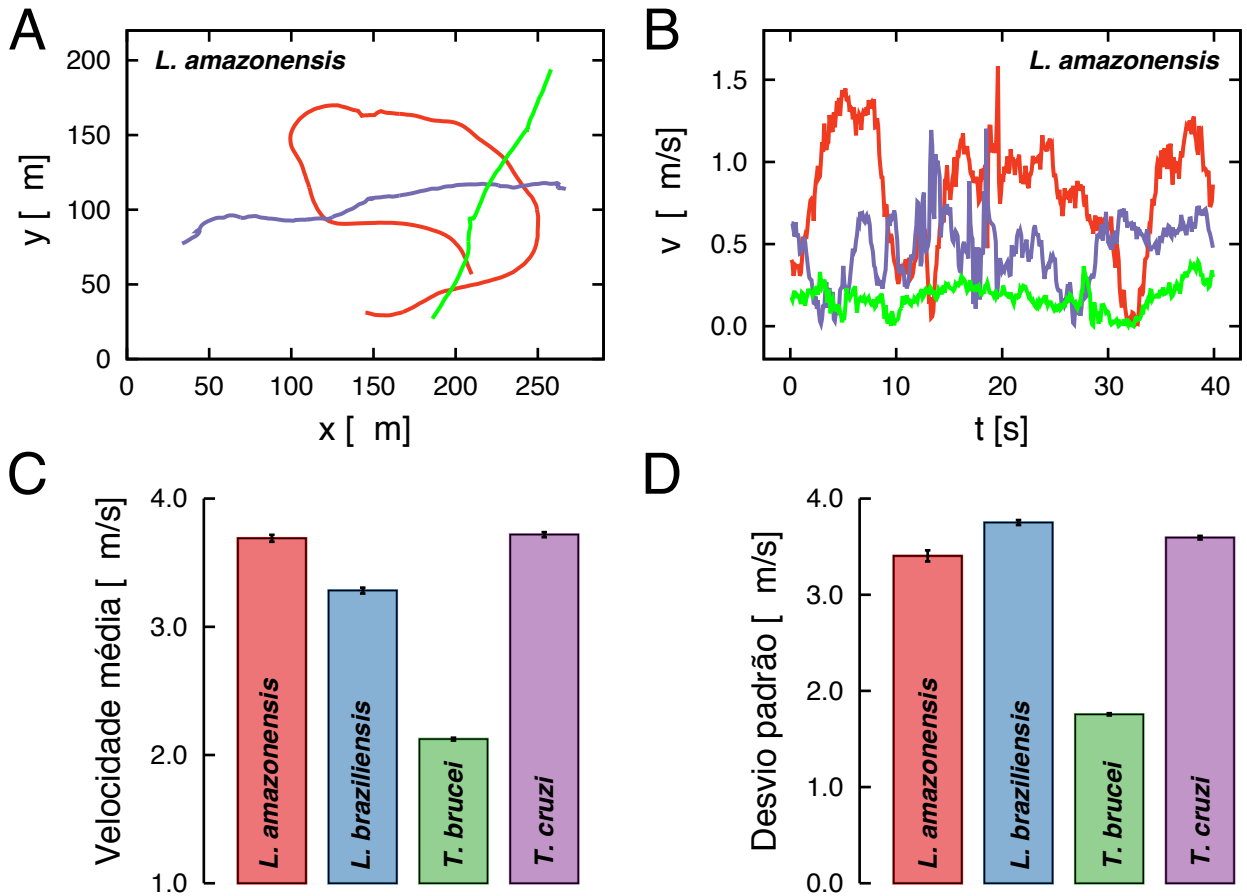 A
L. amazonensis
200
150
100
50
0
y [ m]
0 50 100 150 200 250
x [ m]
B
L. amazonensis
1.5
1.0
0.5
0.0
v [ m/s]
0 10 20 30 40
t [s]
C
4.0
3.0
2.0
1.0
Velocidade média [ m/s]
L. amazonensis
L. braziliensis
T. brucei
T. cruzi
D
4.0
3.0
2.0
1.0
0.0
Desvio padrão [ m/s]
L. amazonensis
L. braziliensis
T. brucei
T. cruzi